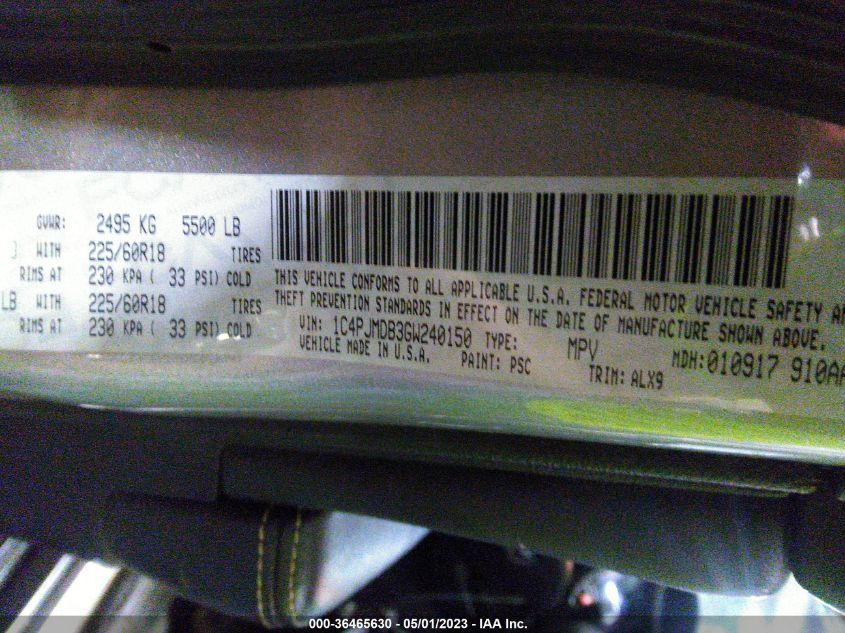 GVWR: 2495 KG 5500 LB
WITH 225/60R18 TIRES
RIMS AT 230 KPA ( 33 PSI) COLD
LB WITH 225/60R18 TIRES
RIMS AT 230 KPA ( 33 PSI) COLD
THIS VEHICLE CONFORMS TO ALL APPLICABLE U.S.A. FEDERAL MOTOR VEHICLE SAFETY
THEFT PREVENTION STANDARDS IN EFFECT ON THE DATE OF MANUFACTURE SHOWN ABOVE.
VIN: 1C4PJMDB3GW240150 TYPE: MPV MDH:010917 910AA
VEHICLE MADE IN U.S.A. PAINT: PSC TRIM: ALX9
000-36465630 - 05/01/2023 - IAA Inc.